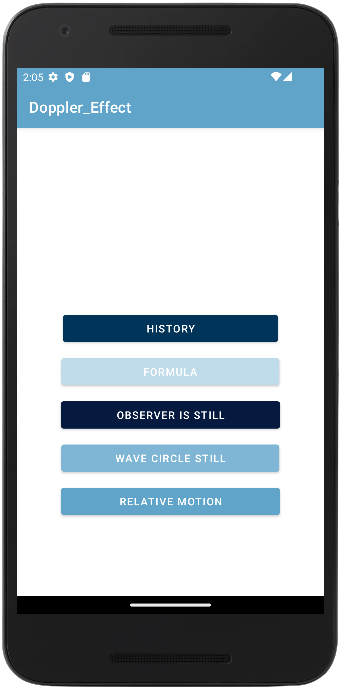 2:05
Doppler_Effect
HISTORY
FORMULA
OBSERVER IS STILL
WAVE CIRCLE STILL
RELATIVE MOTION